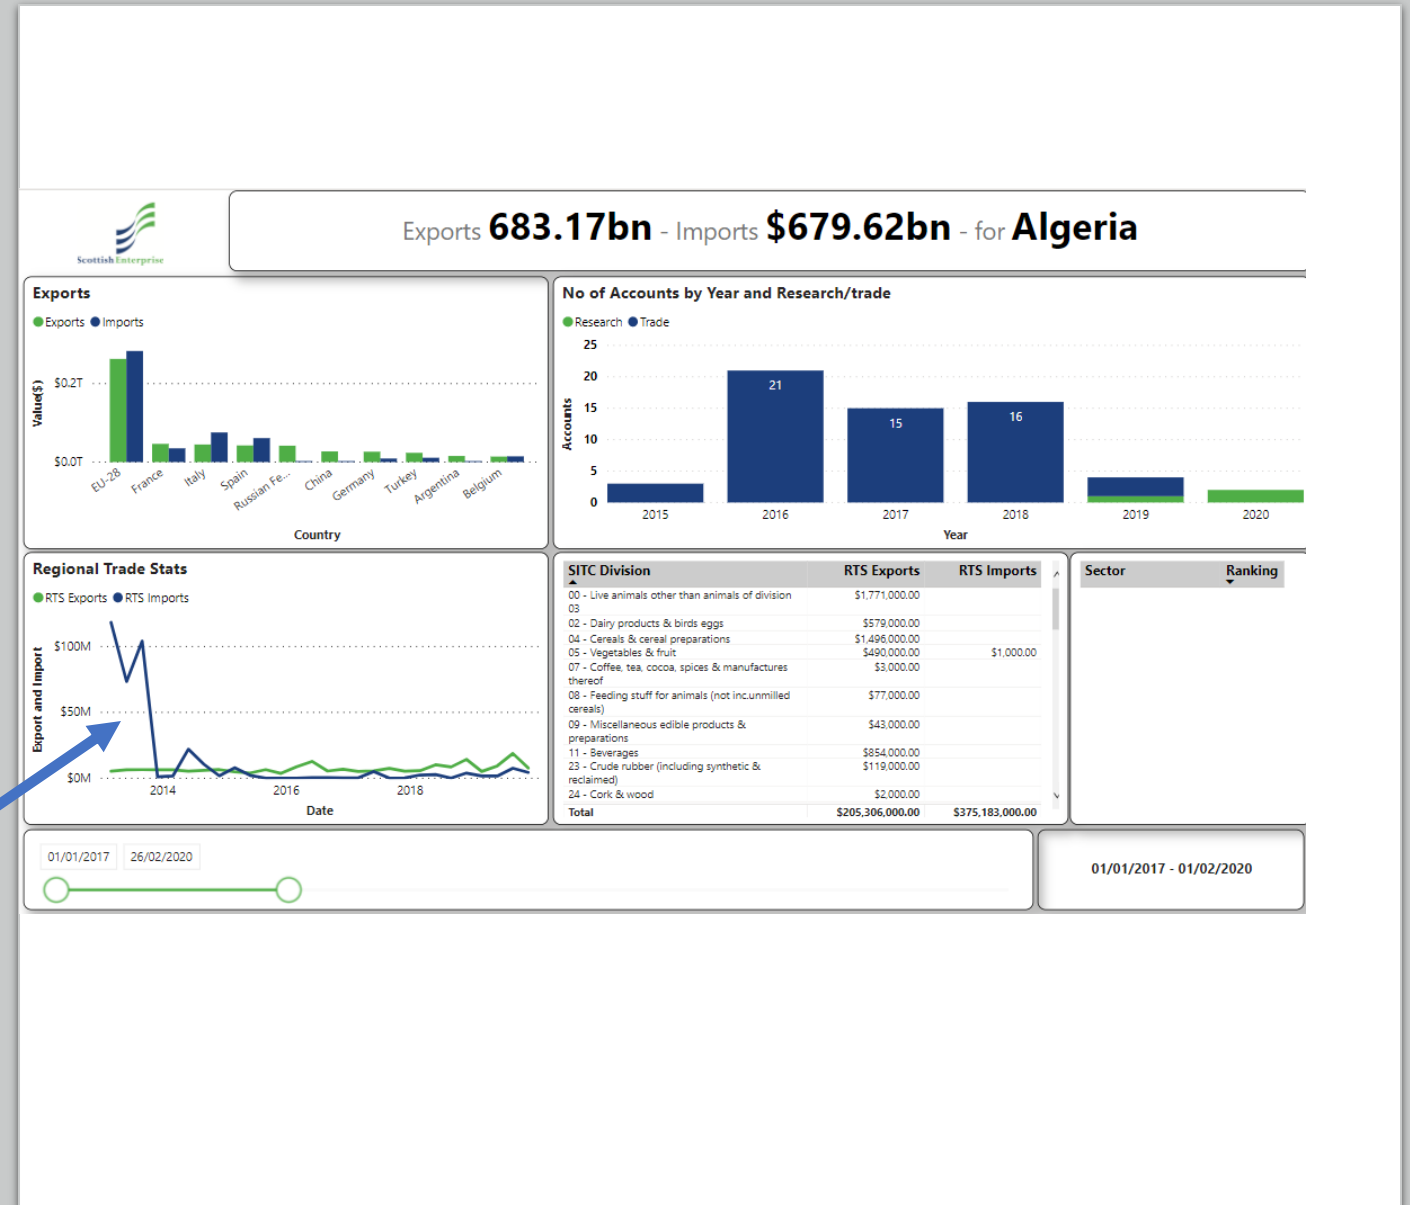 Scottish Enterprise
Exports 683.17bn - Imports $679.62bn - for Algeria
Exports
Exports Imports
Value($)
$0.2T
$0.0T
EU-28 France Italy Spain Russian Fe... China Germany Turkey Argentina Belgium
Country
No of Accounts by Year and Research/trade
Research Trade
Accounts
25
20
15
10
5
0
21
15
16
2015 2016 2017 2018 2019 2020
Year
Regional Trade Stats
RTS Exports RTS Imports
Export and Import
$100M
$50M
$0M
2014 2016 2018
Date
SITC Division RTS Exports RTS Imports
00 - Live animals other than animals of division $1,771,000.00
03
02 - Dairy products & birds eggs $579,000.00
04 - Cereals & cereal preparations $1,496,000.00
05 - Vegetables & fruit $490,000.00 $1,000.00
07 - Coffee, tea, cocoa, spices & manufactures $3,000.00
thereof
08 - Feeding stuff for animals (not inc.unmilled $77,000.00
cereals)
09 - Miscellaneous edible products & $43,000.00
preparations
11 - Beverages $854,000.00
23 - Crude rubber (including synthetic & $119,000.00
reclaimed)
24 - Cork & wood $2,000.00
Total $205,306,000.00 $375,183,000.00
Sector Ranking
01/01/2017 26/02/2020
01/01/2017 - 01/02/2020